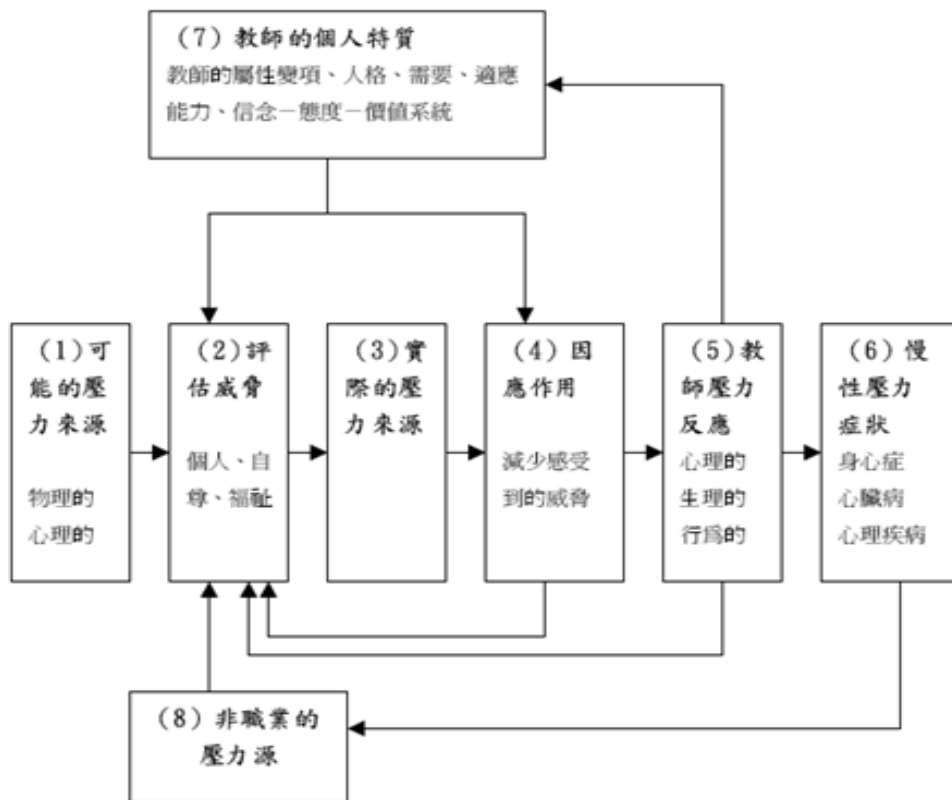 （7）教師的個人特質
教師的屬性變項、人格、需要、適應
能力、信念－態度－價值系統
（1）可
能的壓
力來源
物理的
心理的
（2）評
估威脅
個人、自
尊、福祉
（3）實
際的壓
力來源
（4）因
應作用
減少感受
到的威脅
（5）教
師壓力
反應
心理的
生理的
行為的
（6）慢
性壓力
症狀
身心症
心臟病
心理疾病
（8）非職業的
壓力源